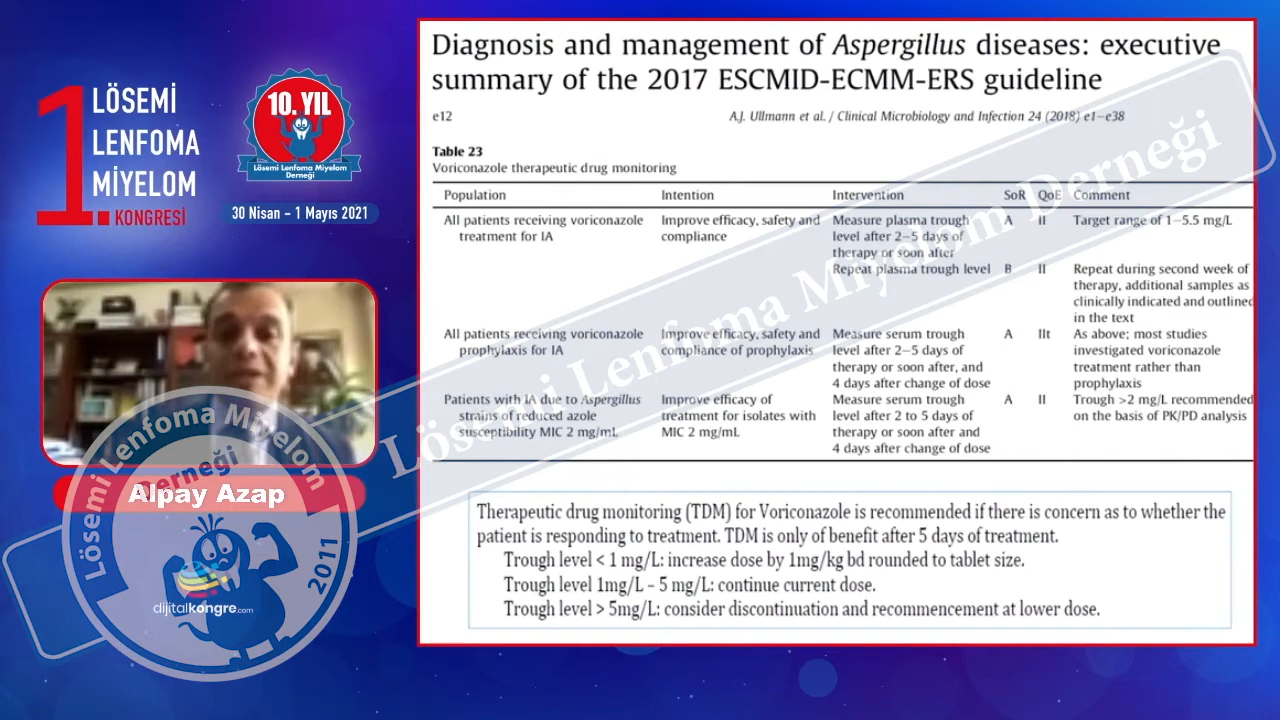 1.
LÖSEMİ
LENFOMA
MİYELOM
KONGRESİ
10. YIL
Lösemi Lenfoma Miyelom
Derneği
30 Nisan – 1 Mayıs 2021
Alpay Azap
Lösemi Lenfoma Miyelom
Derneği
2011
dijitalkongre.com
Lösemi Lenfoma Miyelom Derneği
Diagnosis and management of Aspergillus diseases: executive
summary of the 2017 ESCMID-ECMM-ERS guideline
e12 A.J. Ullmann et al. / Clinical Microbiology and Infection 24 (2018) e1–e38
Table 23
Voriconazole therapeutic drug monitoring
Population Intention Intervention SoR QoE Comment
All patients receiving voriconazole Improve efficacy, safety and Measure plasma trough A II Target range of 1–5.5 mg/L
treatment for IA compliance level after 2–5 days of
therapy or soon after
Repeat plasma trough level B II Repeat during second week of
therapy, additional samples as
clinically indicated and outlined
in the text
All patients receiving voriconazole Improve efficacy, safety and Measure serum trough A IIt As above; most studies
prophylaxis for IA compliance of prophylaxis level after 2–5 days of investigated voriconazole
therapy or soon after, and treatment rather than
4 days after change of dose prophylaxis
Patients with IA due to Aspergillus Improve efficacy of Measure serum trough A II Trough >2 mg/L recommended
strains of reduced azole treatment for isolates with level after 2 to 5 days of on the basis of PK/PD analysis
susceptibility MIC 2 mg/mL MIC 2 mg/mL therapy or soon after and
4 days after change of dose
Therapeutic drug monitoring (TDM) for Voriconazole is recommended if there is concern as to whether the
patient is responding to treatment. TDM is only of benefit after 5 days of treatment.
Trough level < 1 mg/L: increase dose by 1mg/kg bd rounded to tablet size.
Trough level 1mg/L – 5 mg/L: continue current dose.
Trough level > 5mg/L: consider discontinuation and recommencement at lower dose.